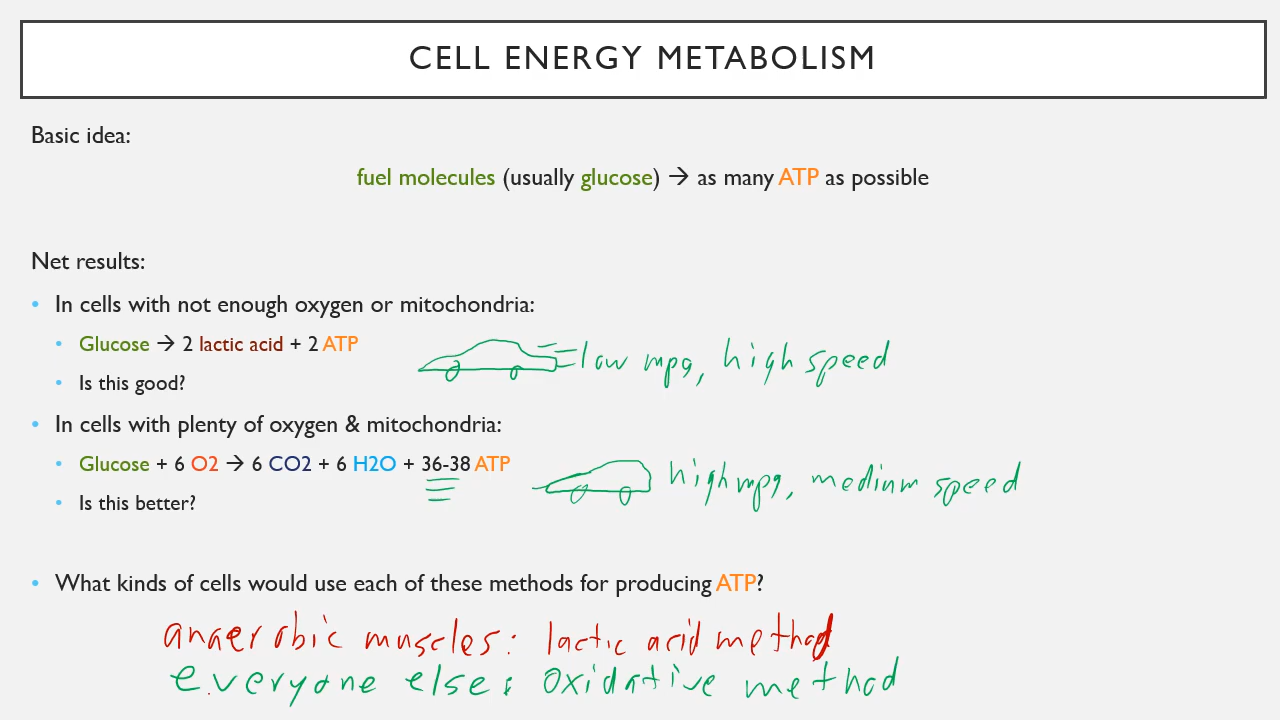 CELL ENERGY METABOLISM
Basic idea:
fuel molecules (usually glucose) → as many ATP as possible
Net results:
• In cells with not enough oxygen or mitochondria:
• Glucose → 2 lactic acid + 2 ATP
low mpg, high speed
• Is this good?
• In cells with plenty of oxygen & mitochondria:
• Glucose + 6 O2 → 6 CO2 + 6 H2O + 36-38 ATP
high mpg, medium speed
• Is this better?
• What kinds of cells would use each of these methods for producing ATP?
anaerobic muscles: lactic acid method
everyone else: oxidative method